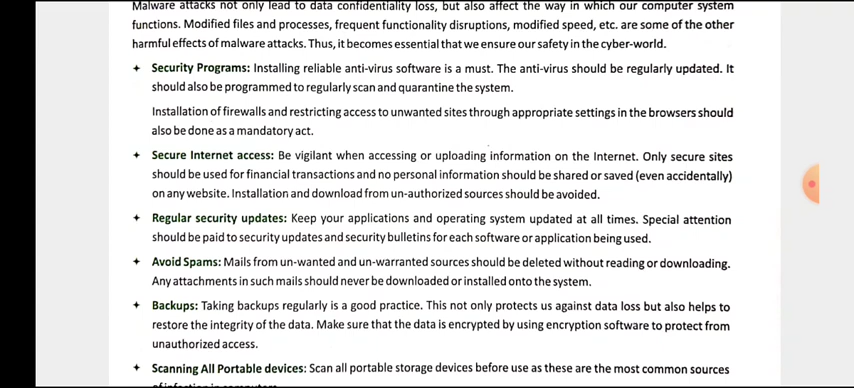 Malware attacks not only lead to data confidentiality loss, but also affect the way in which our computer system
functions. Modified files and processes, frequent functionality disruptions, modified speed, etc. are some of the other
harmful effects of malware attacks. Thus, it becomes essential that we ensure our safety in the cyber-world.
Security Programs: Installing reliable anti-virus software is a must. The anti-virus should be regularly updated. It
should also be programmed to regularly scan and quarantine the system.
Installation of firewalls and restricting access to unwanted sites through appropriate settings in the browsers should
also be done as a mandatory act.
Secure Internet access: Be vigilant when accessing or uploading information on the Internet. Only secure sites
should be used for financial transactions and no personal information should be shared or saved (even accidentally)
on any website. Installation and download from un-authorized sources should be avoided.
Regular security updates: Keep your applications and operating system updated at all times. Special attention
should be paid to security updates and security bulletins for each software or application being used.
Avoid Spams: Mails from un-wanted and un-warranted sources should be deleted without reading or downloading.
Any attachments in such mails should never be downloaded or installed onto the system.
Backups: Taking backups regularly is a good practice. This not only protects us against data loss but also helps to
restore the integrity of the data. Make sure that the data is encrypted by using encryption software to protect from
unauthorized access.
Scanning All Portable devices: Scan all portable storage devices before use as these are the most common sources